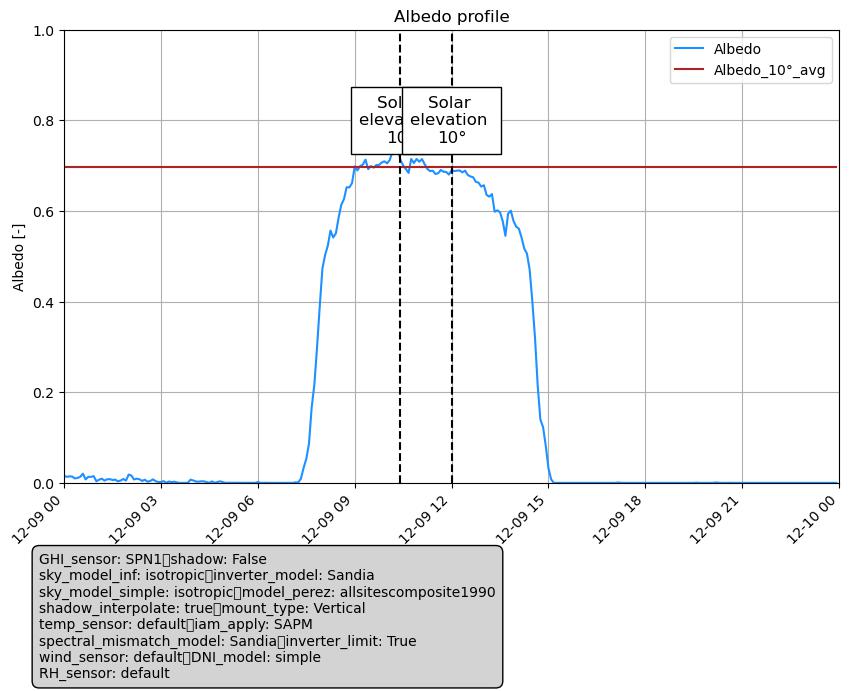 Albedo profile
Albedo [-]
1.0
0.8
0.6
0.4
0.2
0.0
Albedo
Albedo_10°_avg
Sol
eleva
10
Solar
elevation
10°
12-09 00
12-09 03
12-09 06
12-09 09
12-09 12
12-09 15
12-09 18
12-09 21
12-10 00
GHI_sensor: SPN1▯shadow: False
sky_model_inf: isotropic▯inverter_model: Sandia
sky_model_simple: isotropic▯model_perez: allsitescomposite1990
shadow_interpolate: true▯mount_type: Vertical
temp_sensor: default▯iam_apply: SAPM
spectral_mismatch_model: Sandia▯inverter_limit: True
wind_sensor: default▯DNI_model: simple
RH_sensor: default